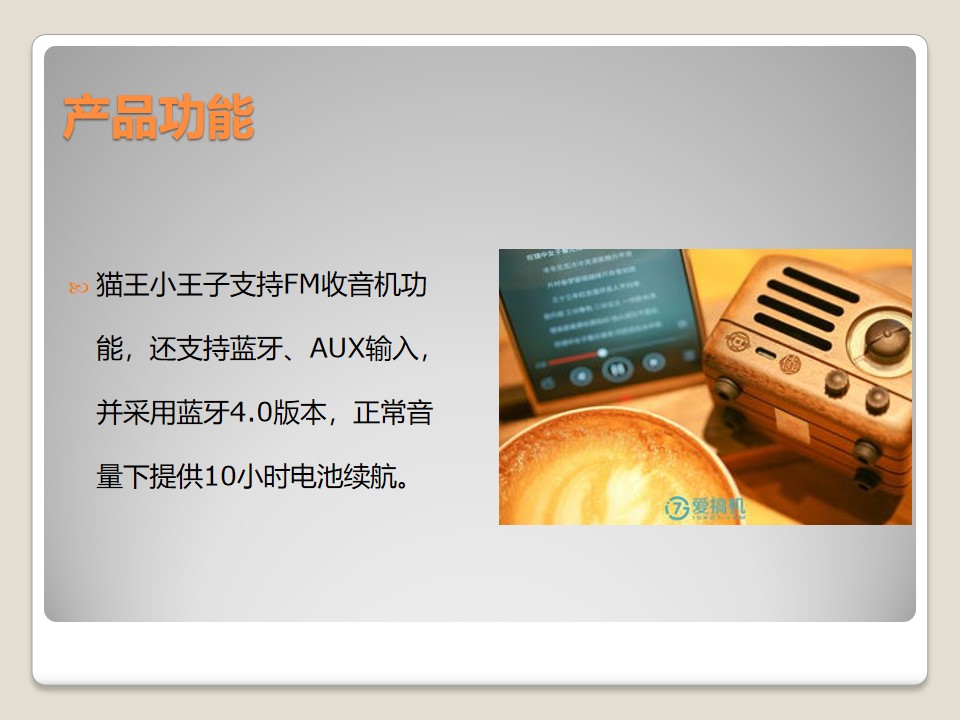 产品功能
猫王小王子支持FM收音机功
能，还支持蓝牙、AUX输入，
并采用蓝牙4.0版本，正常音
量下提供10小时电池续航。
爱搞机